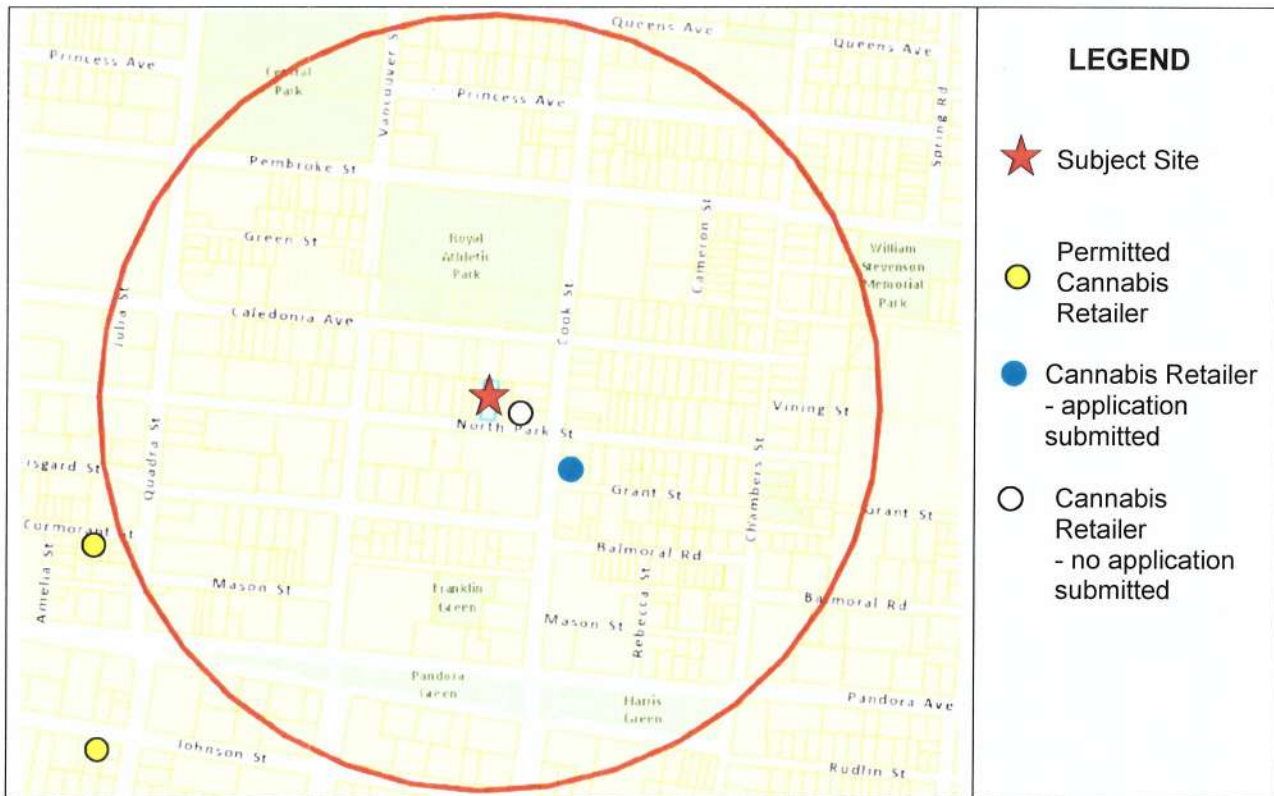 Queens Ave
Queens Ave
Princess Ave
Central
Park
Vancouver St
Princess Ave
Spring Rd
Pembroke St
Green St
Royal
Athletic
Park
Cameron St
William
Stevenson
Memorial
Park
Julia St
Caledonia Ave
Cook St
Vining St
North Park St
Quadra St
isgard St
Grant St
Chambers St
Grant St
Cormorant St
Balmoral Rd
Amelia St
Mason St
Franklin
Green
Rebecca St
Balmoral Rd
Mason St
Pandora
Green
Harris
Green
Pandora Ave
Johnson St
Rudlin St
LEGEND
Subject Site
Permitted
Cannabis
Retailer
Cannabis Retailer
- application
submitted
Cannabis
Retailer
- no application
submitted